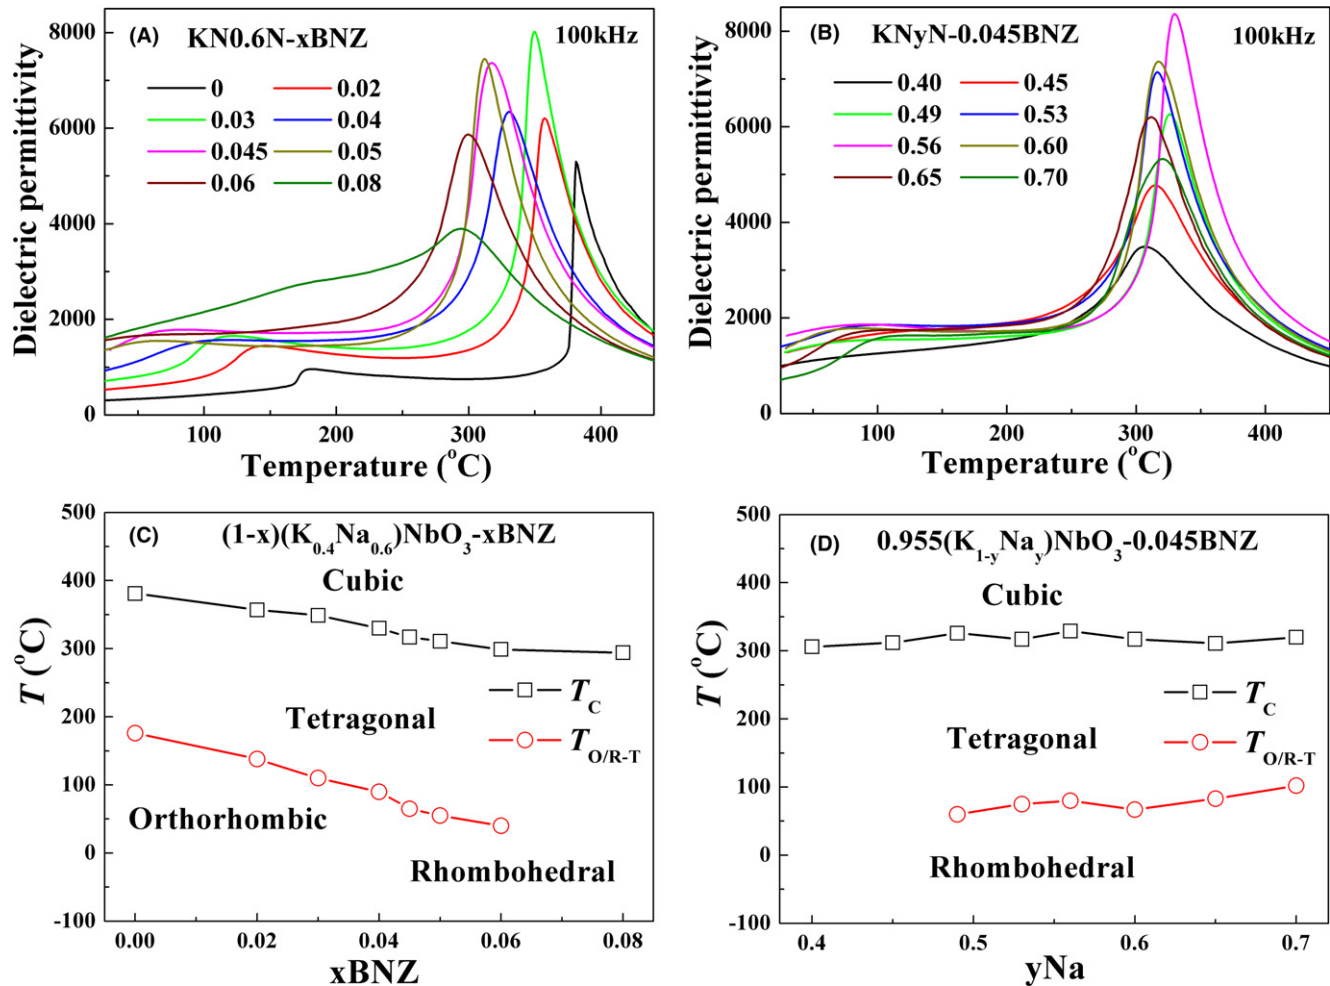 (A) KN0.6N-xBNZ 100kHz
0 0.02
0.03 0.04
0.045 0.05
0.06 0.08
8000
6000
4000
2000
0
Dielectric permittivity
100 200 300 400
Temperature (°C)
(B) KNyN-0.045BNZ 100kHz
0.40 0.45
0.49 0.53
0.56 0.60
0.65 0.70
8000
6000
4000
2000
0
Dielectric permittivity
100 200 300 400
Temperature (°C)
(C) (1-x)(K0.4Na0.6)NbO3-xBNZ
Cubic
TC
Tetragonal
TO/R-T
Orthorhombic
Rhombohedral
500
400
300
200
100
0
-100
T (°C)
0.00 0.02 0.04 0.06 0.08
xBNZ
(D) 0.955(K1-yNay)NbO3-0.045BNZ
Cubic
TC
Tetragonal
TO/R-T
Rhombohedral
500
400
300
200
100
0
-100
T (°C)
0.4 0.5 0.6 0.7
yNa